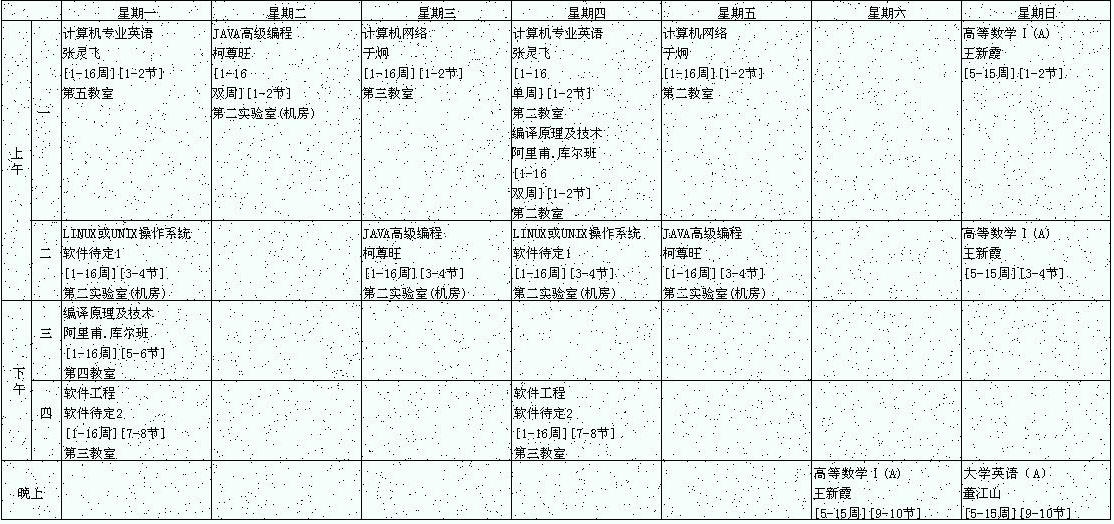 星期一 星期二 星期三 星期四 星期五 星期六 星期日
上午
一
计算机专业英语
张灵飞
[1-16周][1-2节]
第五教室
JAVA高级编程
柯尊旺
[1-16
双周][1-2节]
第二实验室(机房)
计算机网络
于炯
[1-16周][1-2节]
第三教室
计算机专业英语
张灵飞
[1-16
单周][1-2节]
第二教室
编译原理及技术
阿里甫.库尔班
[1-16
双周][1-2节]
第二教室
计算机网络
于炯
[1-16周][1-2节]
第二教室
高等数学Ⅰ(A)
王新霞
[5-15周][1-2节]
二
LINUX或UNIX操作系统
软件待定1
[1-16周][3-4节]
第二实验室(机房)
JAVA高级编程
柯尊旺
[1-16周][3-4节]
第二实验室(机房)
LINUX或UNIX操作系统
软件待定1
[1-16周][3-4节]
第二实验室(机房)
JAVA高级编程
柯尊旺
[1-16周][3-4节]
第二实验室(机房)
高等数学Ⅰ(A)
王新霞
[5-15周][3-4节]
下午
三
编译原理及技术
阿里甫.库尔班
[1-16周][5-6节]
第四教室
四
软件工程
软件待定2
[1-16周][7-8节]
第三教室
软件工程
软件待定2
[1-16周][7-8节]
第三教室
晚上
高等数学Ⅰ(A)
王新霞
[5-15周][9-10节]
大学英语（A）
董江山
[5-15周][9-10节]